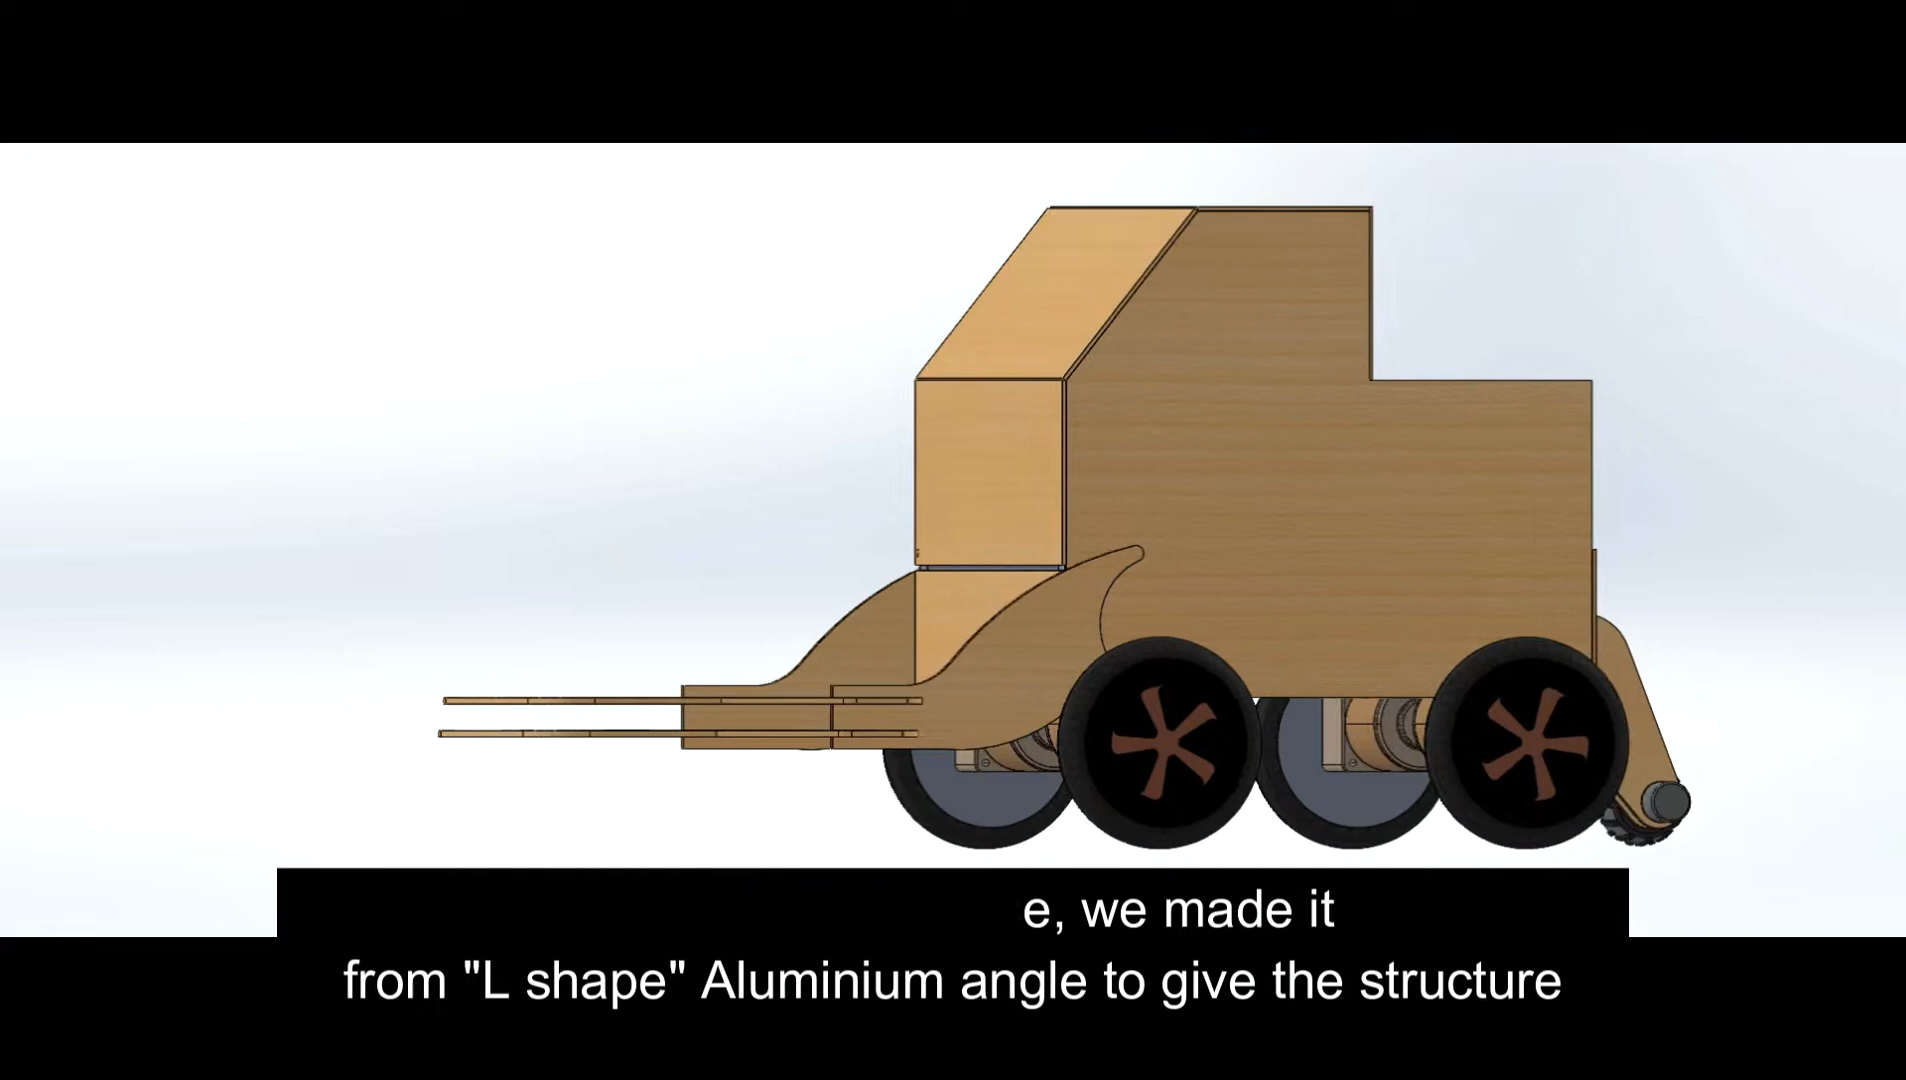 e, we made it
from "L shape" Aluminium angle to give the structure